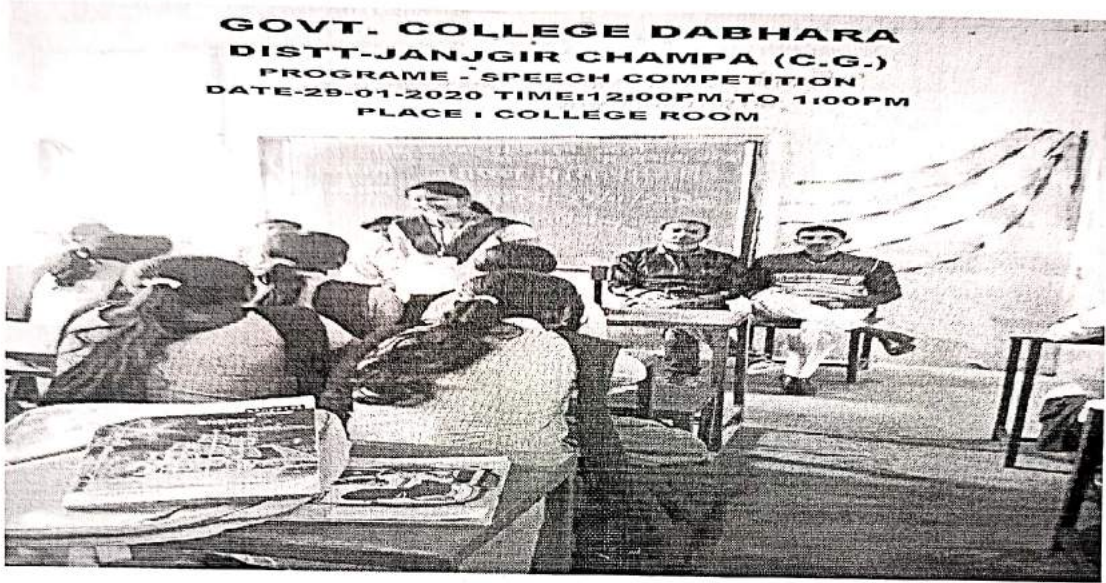 GOVT. COLLEGE DABHARA
DISTT-JANJGIR CHAMPA (C.G.)
PROGRAME - SPEECH COMPETITION
DATE-29-01-2020 TIME:12:00PM TO 1:00PM
PLACE : COLLEGE ROOM